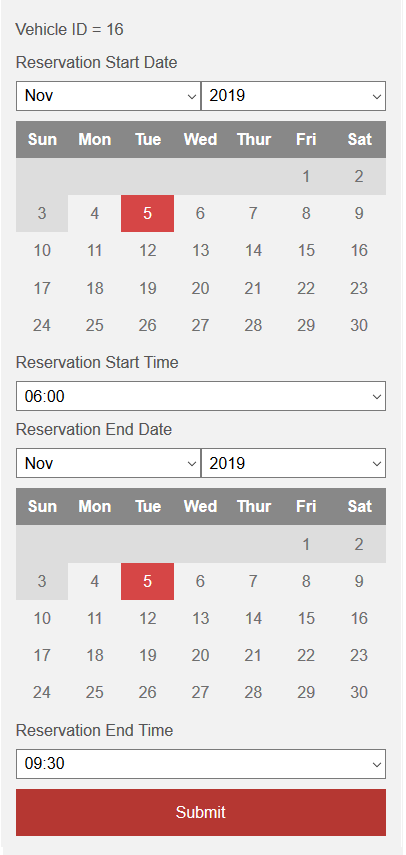 Vehicle ID = 16
Reservation Start Date
Nov 2019
Sun Mon Tue Wed Thur Fri Sat
1 2
3 4 5 6 7 8 9
10 11 12 13 14 15 16
17 18 19 20 21 22 23
24 25 26 27 28 29 30
Reservation Start Time
06:00
Reservation End Date
Nov 2019
Sun Mon Tue Wed Thur Fri Sat
1 2
3 4 5 6 7 8 9
10 11 12 13 14 15 16
17 18 19 20 21 22 23
24 25 26 27 28 29 30
Reservation End Time
09:30
Submit